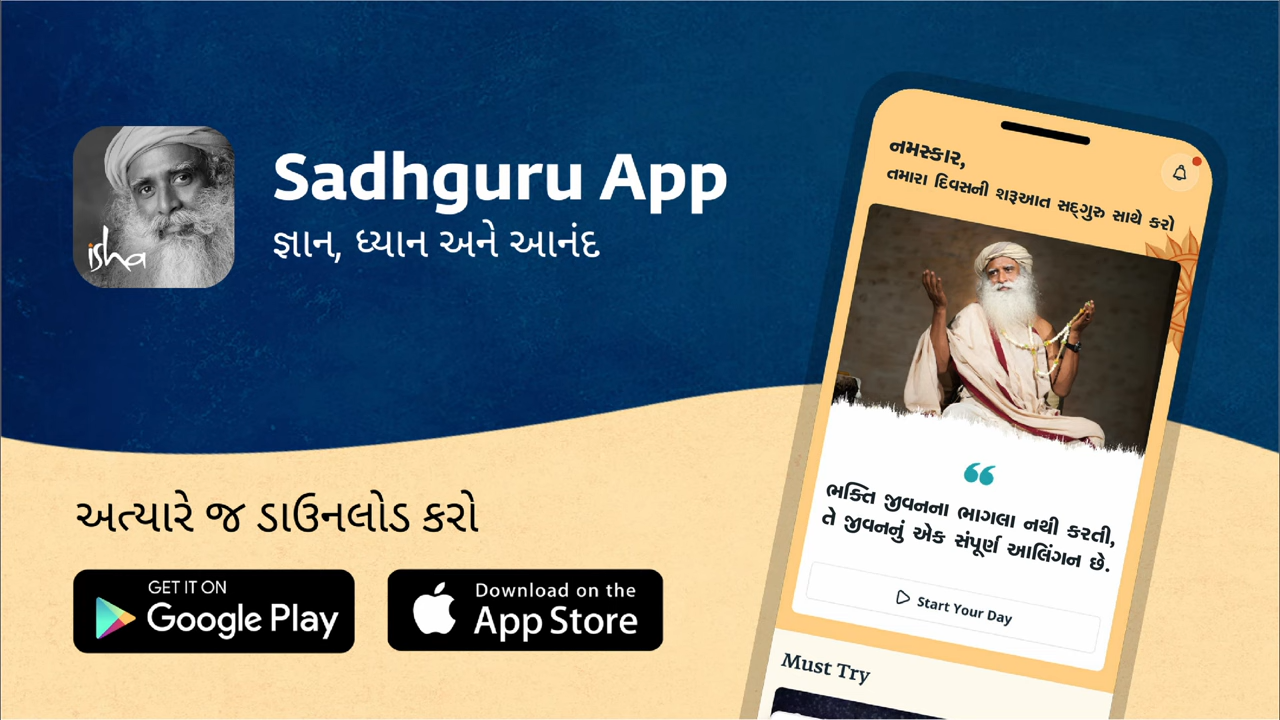 isha
Sadhguru App
જ્ઞાન, ધ્યાન અને આનંદ
અત્યારે જ ડાઉનલોડ કરો
GET IT ON
Google Play
Download on the
App Store
નમસ્કાર,
તમારા દિવસની શરૂઆત સદ્‌ગુરુ સાથે કરો
“
ભક્તિ જીવનના ભાગલા નથી કરતી,
તે જીવનનું એક સંપૂર્ણ આલિંગન છે.
Start Your Day
Must Try